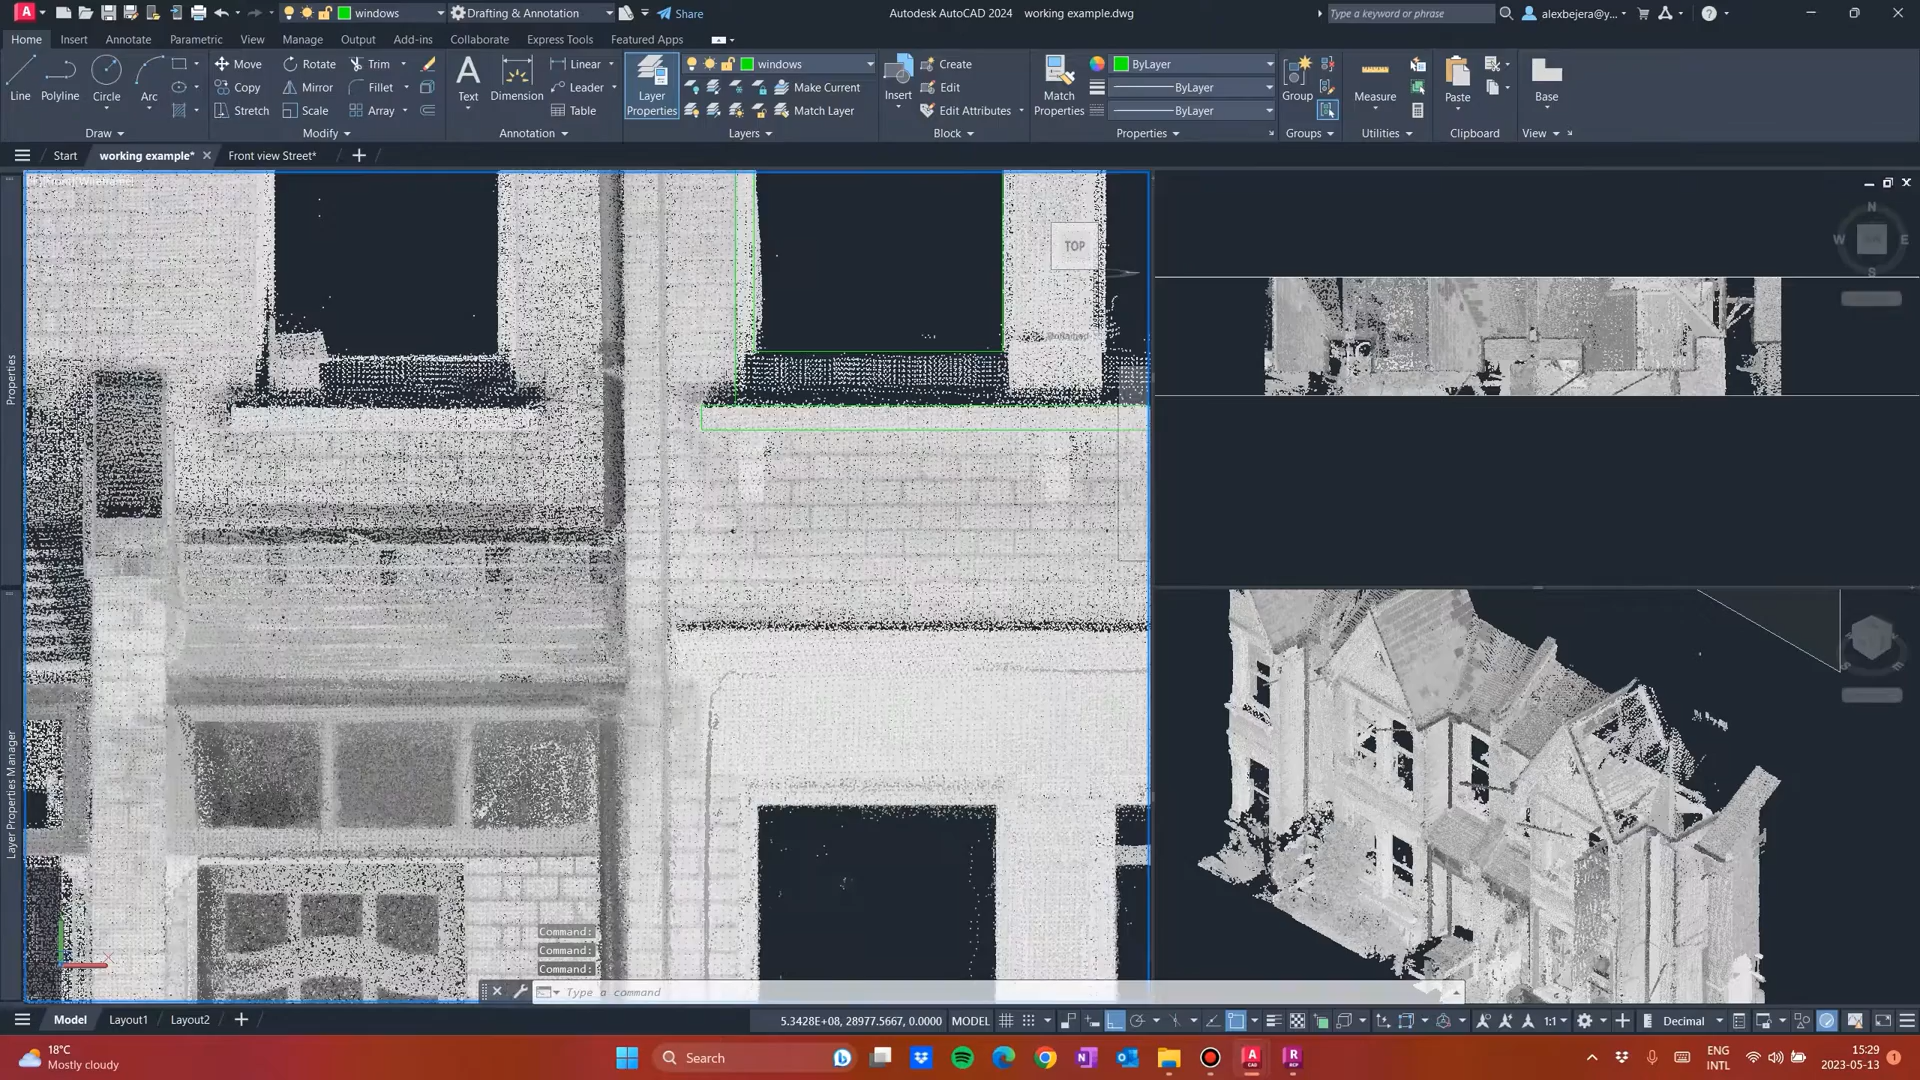 A CAD
windows
Drafting & Annotation
Share
Autodesk AutoCAD 2024 working example.dwg
Type a keyword or phrase
alexbejera@y...
Home Insert Annotate Parametric View Manage Output Add-ins Collaborate Express Tools Featured Apps
Line
Polyline
Circle
Arc
Draw
Move
Rotate
Trim
Copy
Mirror
Fillet
Stretch
Scale
Array
Modify
Text
Dimension
Linear
Leader
Table
Annotation
Layer
Properties
windows
Make Current
Match Layer
Layers
Insert
Create
Edit
Edit Attributes
Block
Match
Properties
ByLayer
ByLayer
ByLayer
Properties
Group
Groups
Measure
Utilities
Paste
Clipboard
Base
View
Start working example* Front view Street*
TOP
N
W E
S
Properties
Layer Properties Manager
Command:
Command:
Command:
Type a command
Model Layout1 Layout2
5.3428E+08, 28977.5667, 0.0000 MODEL
1:1
Decimal
18°C
Mostly cloudy
Search
ENG
INTL
15:29
2023-05-13
1